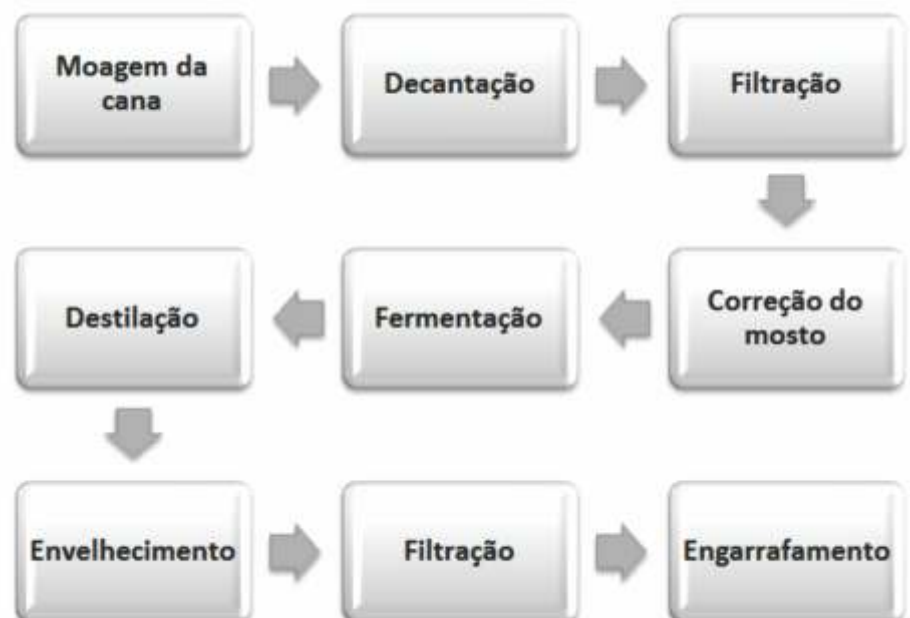 Moagem da
cana
Decantação
Filtração
Correção do
mosto
Fermentação
Destilação
Envelhecimento
Filtração
Engarrafamento